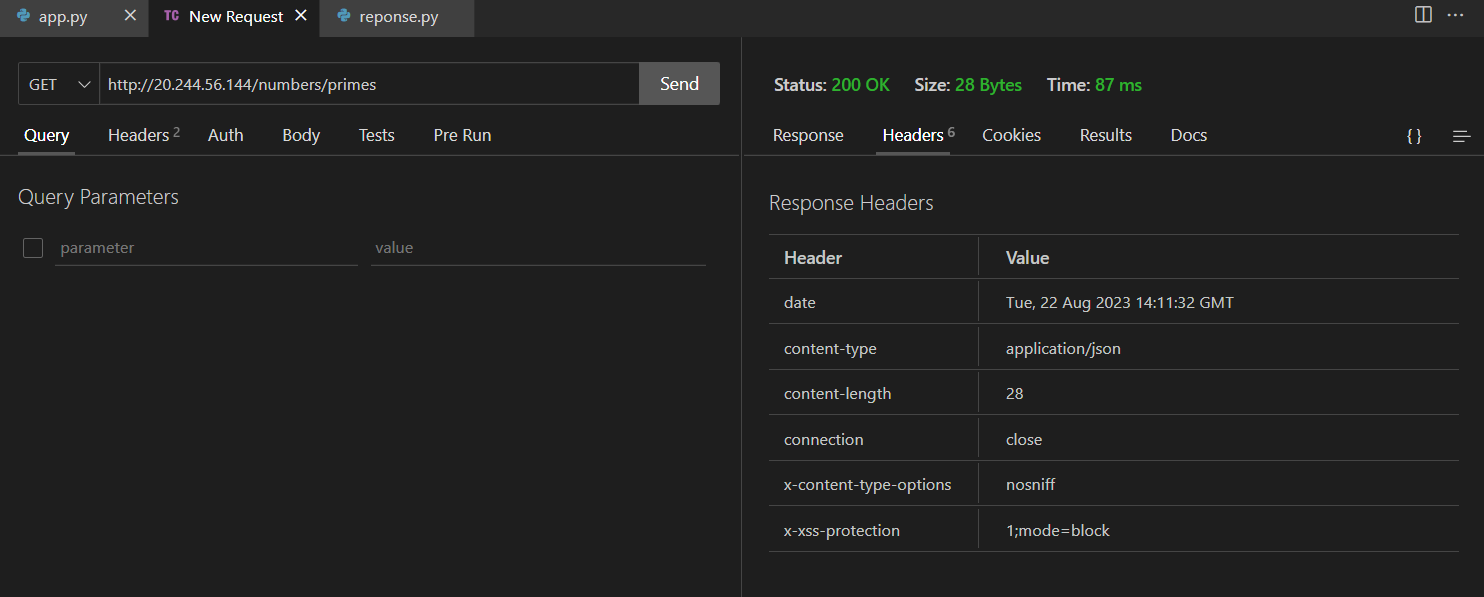 app.py
TC New Request
reponse.py
GET http://20.244.56.144/numbers/primes Send
Query Headers 2 Auth Body Tests Pre Run
Query Parameters
parameter value
Status: 200 OK Size: 28 Bytes Time: 87 ms
Response Headers 6 Cookies Results Docs { }
Response Headers
Header Value
date Tue, 22 Aug 2023 14:11:32 GMT
content-type application/json
content-length 28
connection close
x-content-type-options nosniff
x-xss-protection 1;mode=block